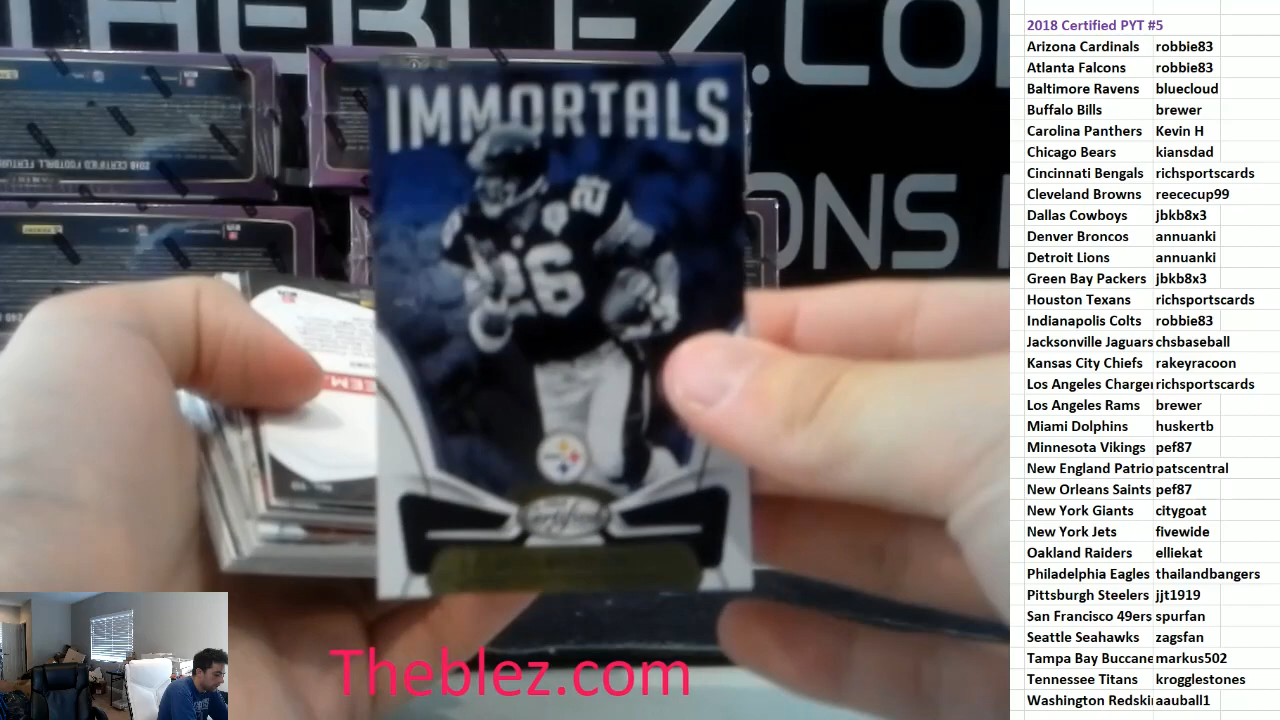 THEBLEZ.CO
ONS
IMMORTALS
26
26
Theblez.com
2018 Certified PYT #5
Arizona Cardinals robbie83
Atlanta Falcons robbie83
Baltimore Ravens bluecloud
Buffalo Bills brewer
Carolina Panthers Kevin H
Chicago Bears kiansdad
Cincinnati Bengals richsportscards
Cleveland Browns reececup99
Dallas Cowboys jbkb8x3
Denver Broncos annuanki
Detroit Lions annuanki
Green Bay Packers jbkb8x3
Houston Texans richsportscards
Indianapolis Colts robbie83
Jacksonville Jaguars chsbaseball
Kansas City Chiefs rakeyracoon
Los Angeles Charger richsportscards
Los Angeles Rams brewer
Miami Dolphins huskertb
Minnesota Vikings pef87
New England Patrio patscentral
New Orleans Saints pef87
New York Giants citygoat
New York Jets fivewide
Oakland Raiders elliekat
Philadelphia Eagles thailandbangers
Pittsburgh Steelers jjt1919
San Francisco 49ers spurfan
Seattle Seahawks zagsfan
Tampa Bay Buccane markus502
Tennessee Titans krogglestones
Washington Redski aauball1